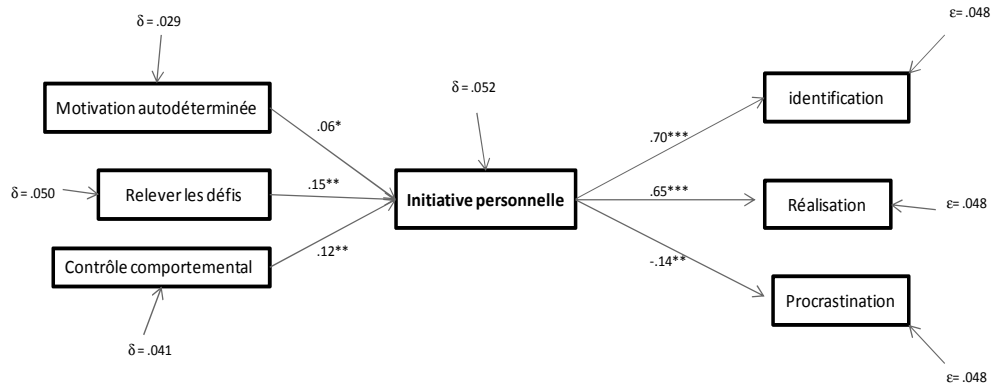 δ = .029
ε= .048
δ = .052
Motivation autodéterminée
identification
.06*
.70***
δ = .050
Relever les défis
.15**
Initiative personnelle
.65***
Réalisation
ε= .048
.12**
Contrôle comportemental
-.14**
Procrastination
δ = .041
ε= .048